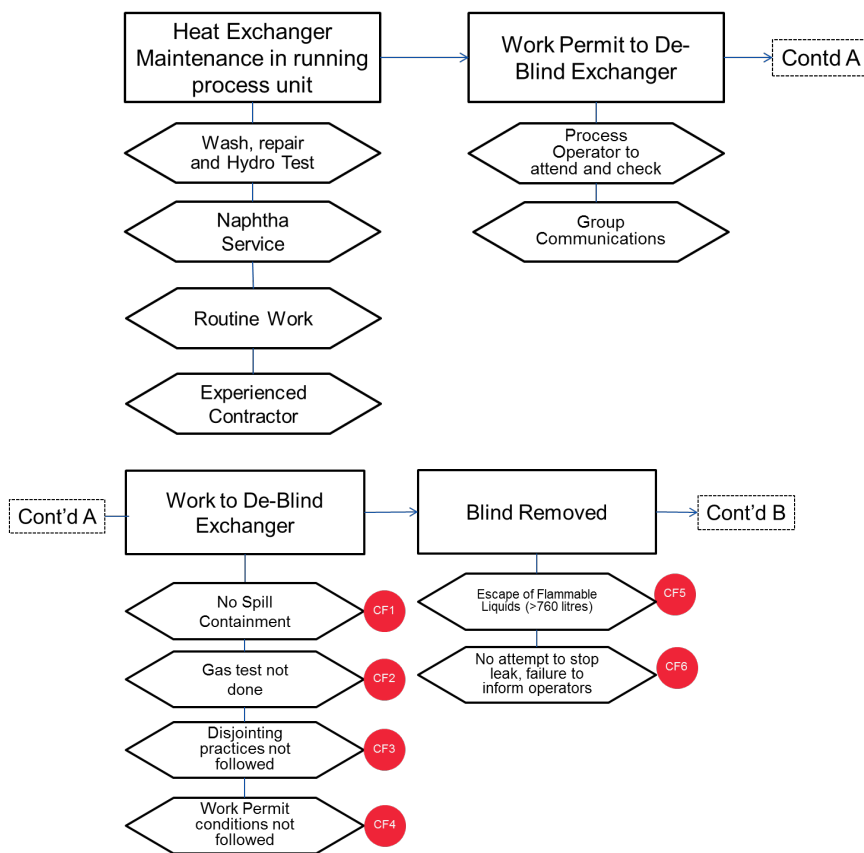 Heat Exchanger
Maintenance in running
process unit
Work Permit to De-
Blind Exchanger
Contd A
Wash, repair
and Hydro Test
Process
Operator to
attend and check
Naphtha
Service
Group
Communications
Routine Work
Experienced
Contractor
Cont’d A
Work to De-Blind
Exchanger
Blind Removed
Cont’d B
No Spill
Containment
CF1
Escape of Flammable
Liquids (>760 litres)
CF5
Gas test not
done
CF2
No attempt to stop
leak, failure to
inform operators
CF6
Disjointing
practices not
followed
CF3
Work Permit
conditions not
followed
CF4